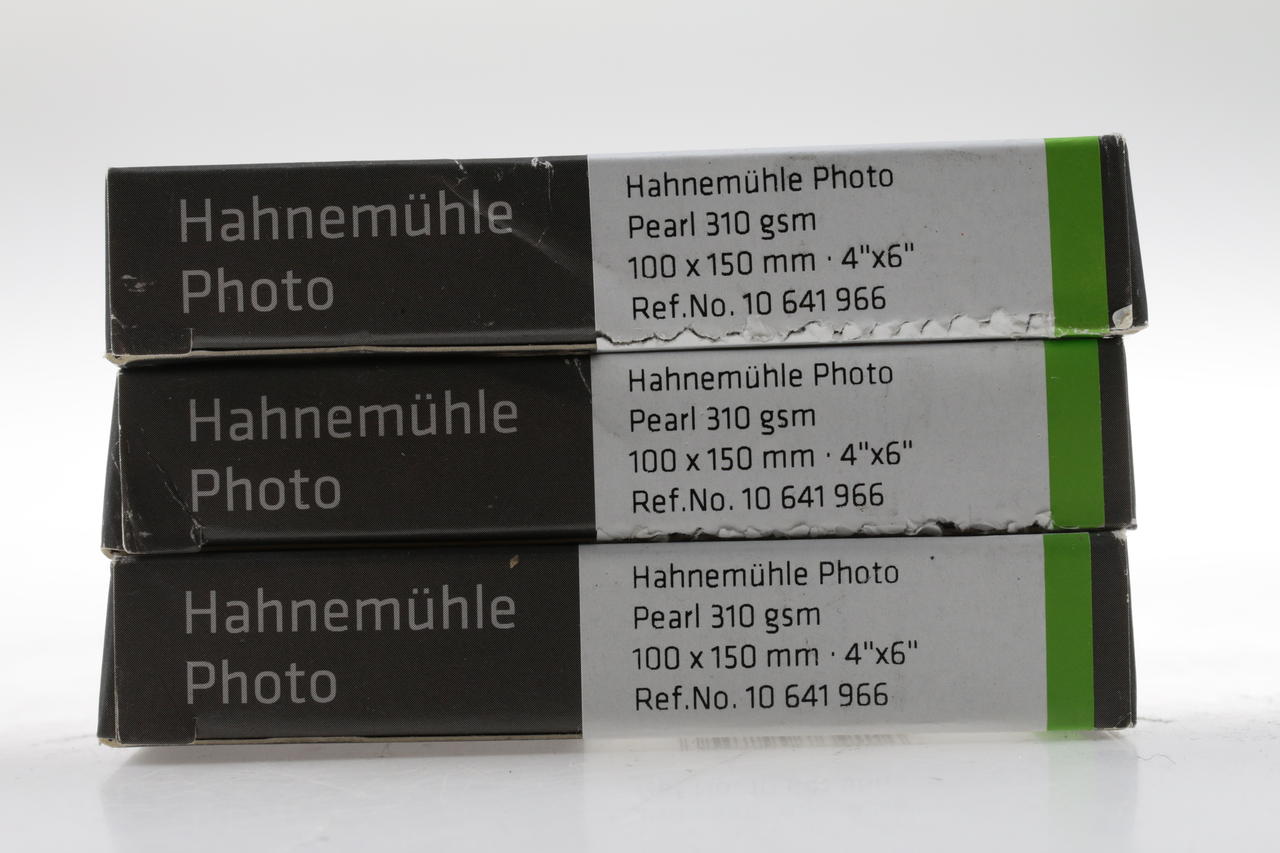 Hahnemühle
Photo
Hahnemühle Photo
Pearl 310 gsm
100 x 150 mm · 4"x6"
Ref.No. 10 641 966
Hahnemühle
Photo
Hahnemühle Photo
Pearl 310 gsm
100 x 150 mm · 4"x6"
Ref.No. 10 641 966
Hahnemühle
Photo
Hahnemühle Photo
Pearl 310 gsm
100 x 150 mm · 4"x6"
Ref.No. 10 641 966